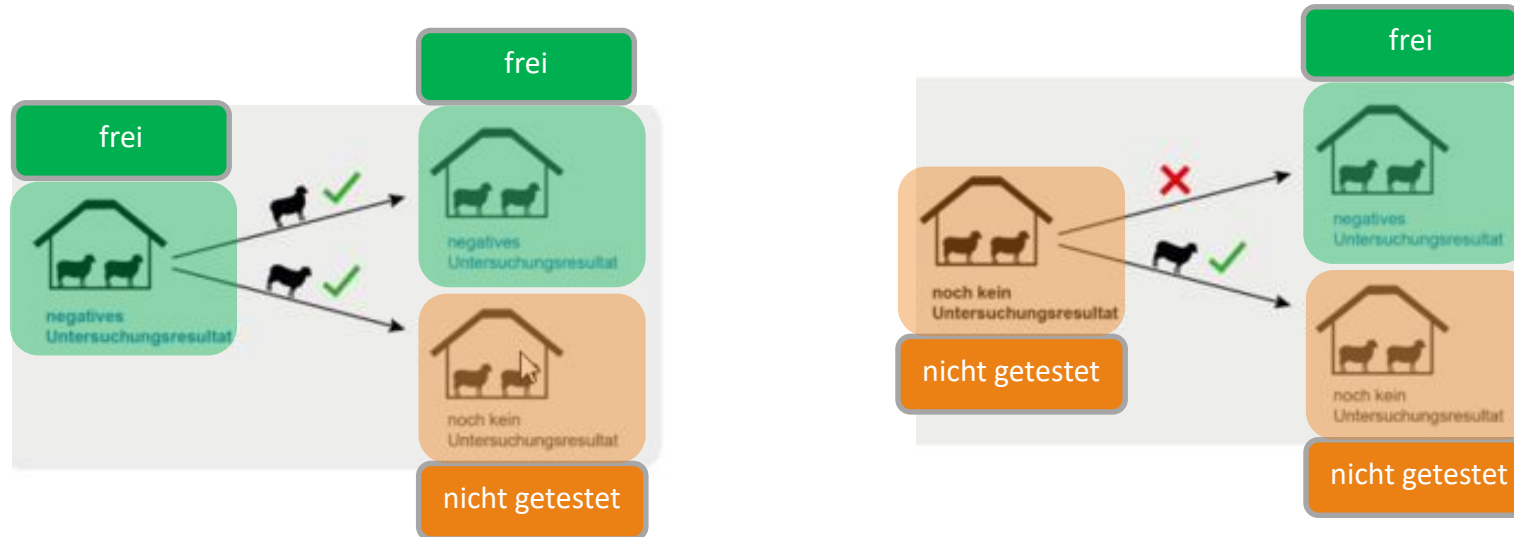 frei
frei
negatives
Untersuchungsresultat
negatives
Untersuchungsresultat
noch kein
Untersuchungsresultat
nicht getestet
frei
negatives
Untersuchungsresultat
noch kein
Untersuchungsresultat
nicht getestet
noch kein
Untersuchungsresultat
nicht getestet